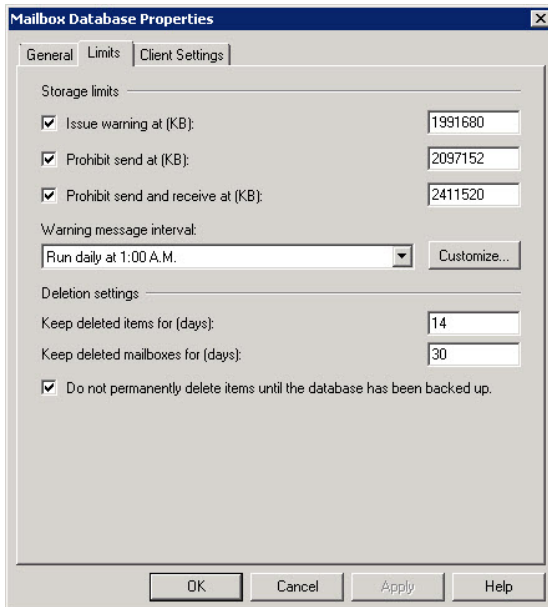 Mailbox Database Properties
General Limits Client Settings
Storage limits
Issue warning at (KB): 1991680
Prohibit send at (KB): 2097152
Prohibit send and receive at (KB): 2411520
Warning message interval:
Run daily at 1:00 A.M. Customize...
Deletion settings
Keep deleted items for (days): 14
Keep deleted mailboxes for (days): 30
Do not permanently delete items until the database has been backed up.
OK Cancel Apply Help